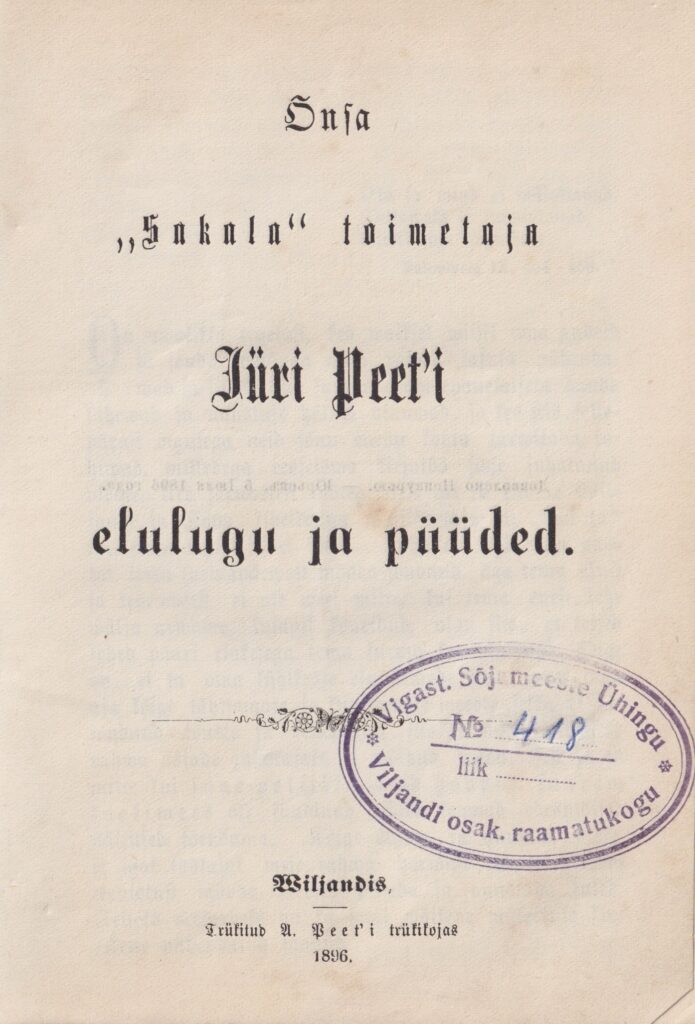 Õnsa
„Sakala“ toimetaja
Jüri Peet'i
elulugu ja püüded.
Vigast. Sõjameeste Ühingu
№ 418
liik
Viljandi osak. raamatukogu
Wiljandis,
Trükitud A. Peet'i trükikojas
1896.